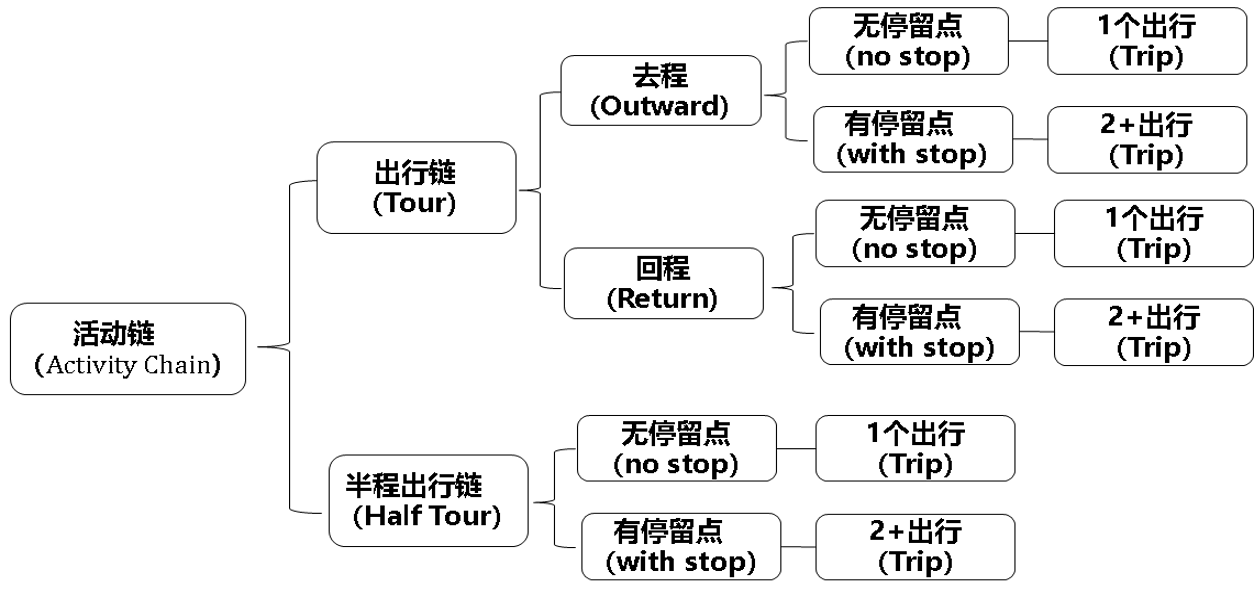 活动链
(Activity Chain)
出行链
(Tour)
去程
(Outward)
无停留点
(no stop)
1个出行
(Trip)
有停留点
(with stop)
2+出行
(Trip)
回程
(Return)
无停留点
(no stop)
1个出行
(Trip)
有停留点
(with stop)
2+出行
(Trip)
半程出行链
(Half Tour)
无停留点
(no stop)
1个出行
(Trip)
有停留点
(with stop)
2+出行
(Trip)